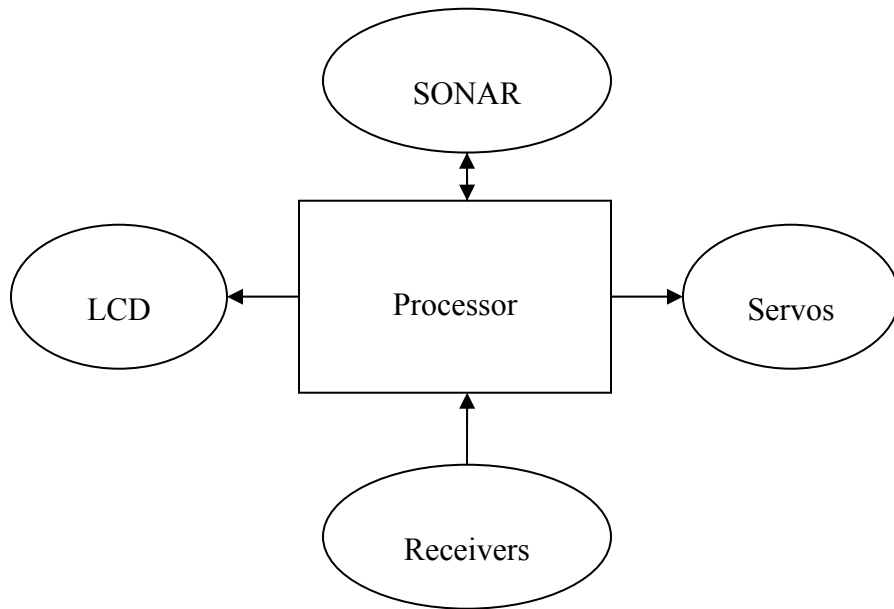 SONAR
LCD
Processor
Servos
Receivers